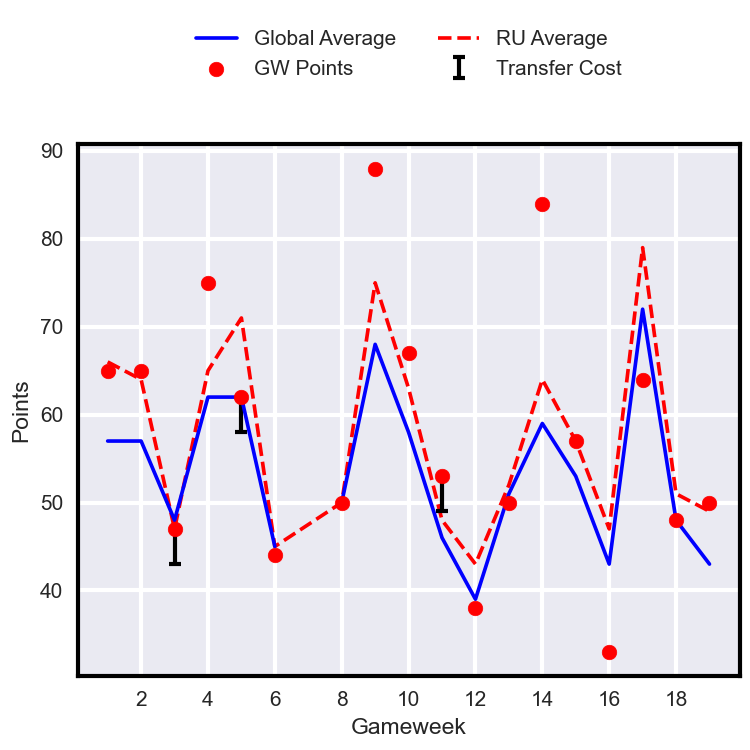 Global Average
RU Average
GW Points
Transfer Cost
90
80
70
60
50
40
Points
2 4 6 8 10 12 14 16 18
Gameweek